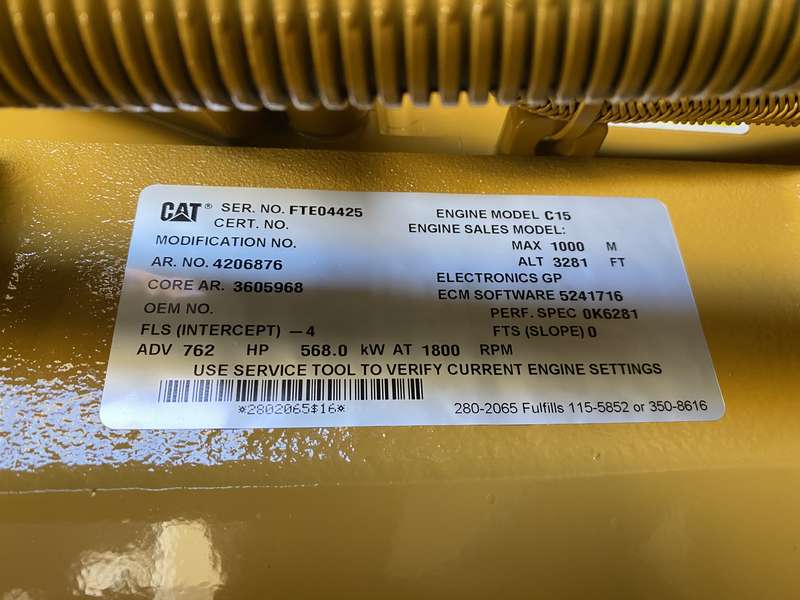 CAT® SER. NO. FTE04425 ENGINE MODEL C15
CERT. NO. ENGINE SALES MODEL:
MODIFICATION NO. MAX 1000 M
AR. NO. 4206876 ALT 3281 FT
CORE AR. 3605968 ELECTRONICS GP
ECM SOFTWARE 5241716
OEM NO. PERF. SPEC 0K6281
FLS (INTERCEPT) –4 FTS (SLOPE) 0
ADV 762 HP 568.0 kW AT 1800 RPM
USE SERVICE TOOL TO VERIFY CURRENT ENGINE SETTINGS
*2802065$16* 280-2065 Fulfills 115-5852 or 350-8616